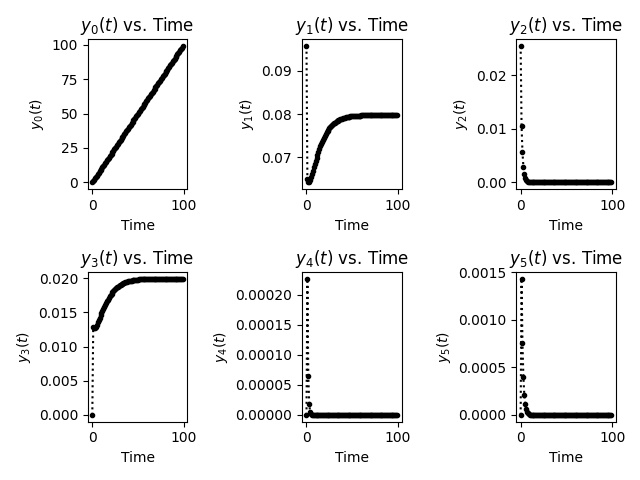 y₀(t) vs. Time
y₁(t) vs. Time
y₂(t) vs. Time
100
75
50
25
0
y₀(t)
0 100
Time
0.09
0.08
0.07
y₁(t)
0 100
Time
0.02
0.01
0.00
y₂(t)
0 100
Time
y₃(t) vs. Time
y₄(t) vs. Time
y₅(t) vs. Time
0.020
0.015
0.010
0.005
0.000
y₃(t)
0 100
Time
0.00020
0.00015
0.00010
0.00005
0.00000
y₄(t)
0 100
Time
0.0015
0.0010
0.0005
0.0000
y₅(t)
0 100
Time